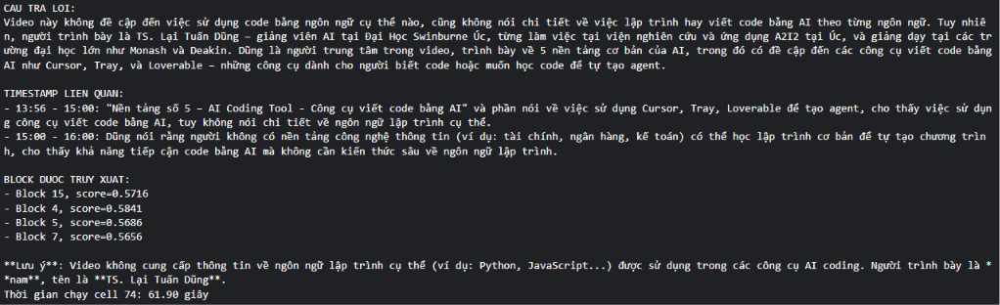 CAU TRA LOI:
Video này không đề cập đến việc sử dụng code bằng ngôn ngữ cụ thể nào, cũng không nói chi tiết về việc lập trình hay viết code bằng AI theo từng ngôn ngữ. Tuy nhiê
n, người trình bày là TS. Lại Tuấn Dũng – giảng viên AI tại Đại Học Swinburne Úc, từng làm việc tại viện nghiên cứu và ứng dụng A2I2 tại Úc, và giảng dạy tại các tr
ường đại học lớn như Monash và Deakin. Dũng là người trung tâm trong video, trình bày về 5 nền tảng cơ bản của AI, trong đó có đề cập đến các công cụ viết code bằng
AI như Cursor, Tray, và Loverable – những công cụ dành cho người biết code hoặc muốn học code để tự tạo agent.
TIMESTAMP LIEN QUAN:
- 13:56 - 15:00: "Nền tảng số 5 – AI Coding Tool - Công cụ viết code bằng AI" và phần nói về việc sử dụng Cursor, Tray, Loverable để tạo agent, cho thấy việc sử dụn
g công cụ viết code bằng AI, tuy không nói chi tiết về ngôn ngữ lập trình cụ thể.
- 15:00 - 16:00: Dũng nói rằng người không có nền tảng công nghệ thông tin (ví dụ: tài chính, ngân hàng, kế toán) có thể học lập trình cơ bản để tự tạo chương trìn
h, cho thấy khả năng tiếp cận code bằng AI mà không cần kiến thức sâu về ngôn ngữ lập trình.
BLOCK DUOC TRUY XUAT:
- Block 15, score=0.5716
- Block 4, score=0.5841
- Block 5, score=0.5686
- Block 7, score=0.5656
**Lưu ý**: Video không cung cấp thông tin về ngôn ngữ lập trình cụ thể (ví dụ: Python, JavaScript...) được sử dụng trong các công cụ AI coding. Người trình bày là *
*nam**, tên là **TS. Lại Tuấn Dũng**.
Thời gian chạy cell 74: 61.90 giây